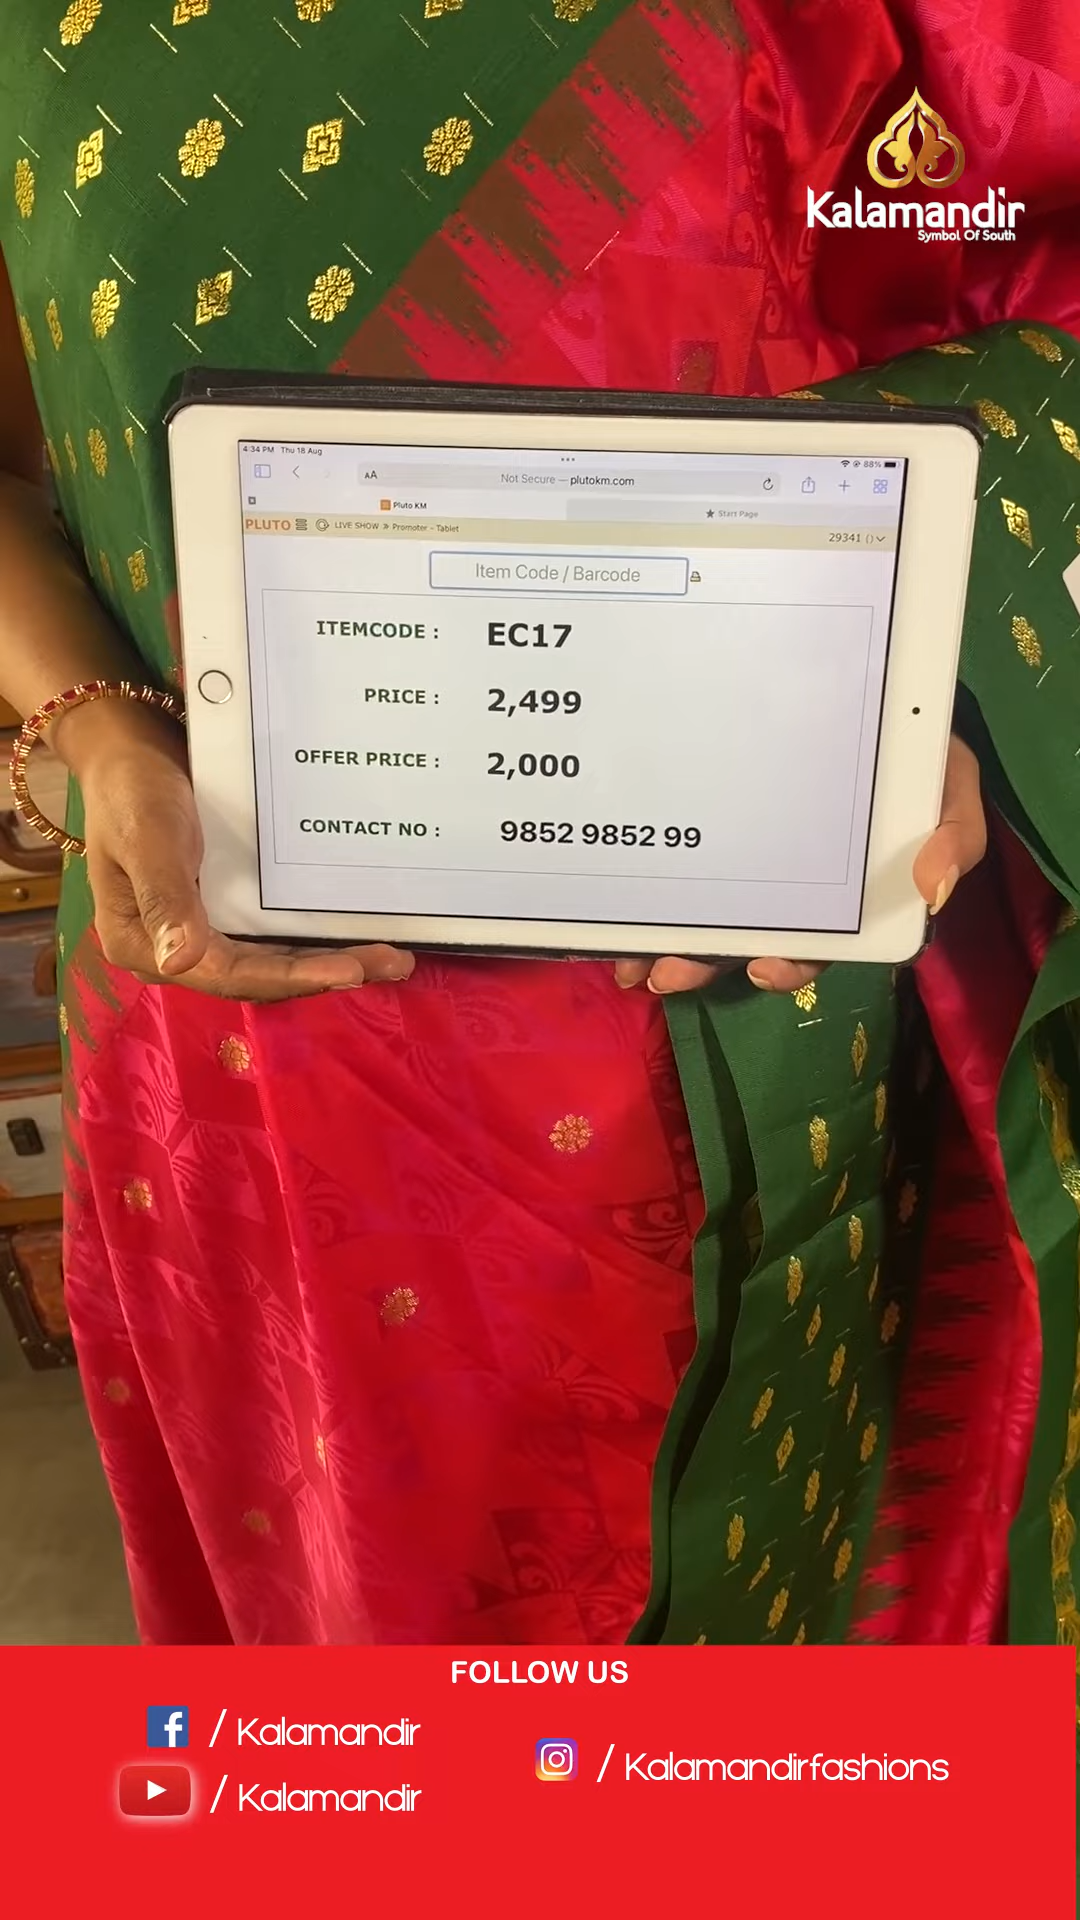 Kalamandir
Symbol Of South
4:34 PM Thu 18 Aug
88%
AA
Not Secure — plutokm.com
Pluto KM
Start Page
PLUTO
LIVE SHOW » Promoter - Tablet
29341 ()
Item Code / Barcode
ITEMCODE : EC17
PRICE : 2,499
OFFER PRICE : 2,000
CONTACT NO : 9852 9852 99
FOLLOW US
/ Kalamandir
/ Kalamandirfashions
/ Kalamandir